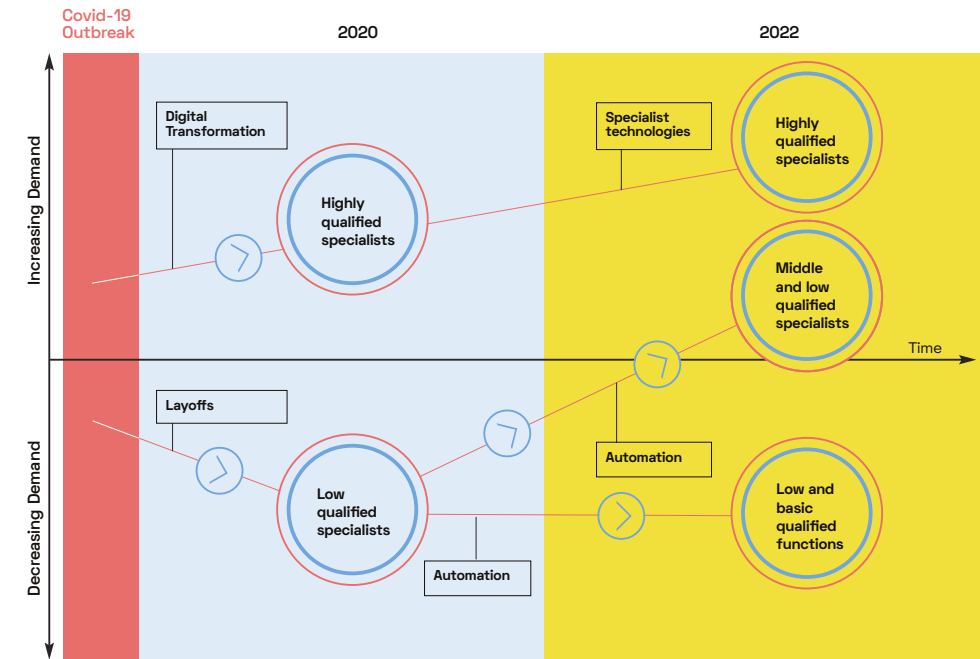 Covid-19
Outbreak
2020
2022
Increasing Demand
Decreasing Demand
Digital
Transformation
Highly
qualified
specialists
Specialist
technologies
Highly
qualified
specialists
Middle
and low
qualified
specialists
Time
Layoffs
Low
qualified
specialists
Automation
Automation
Low and
basic
qualified
functions